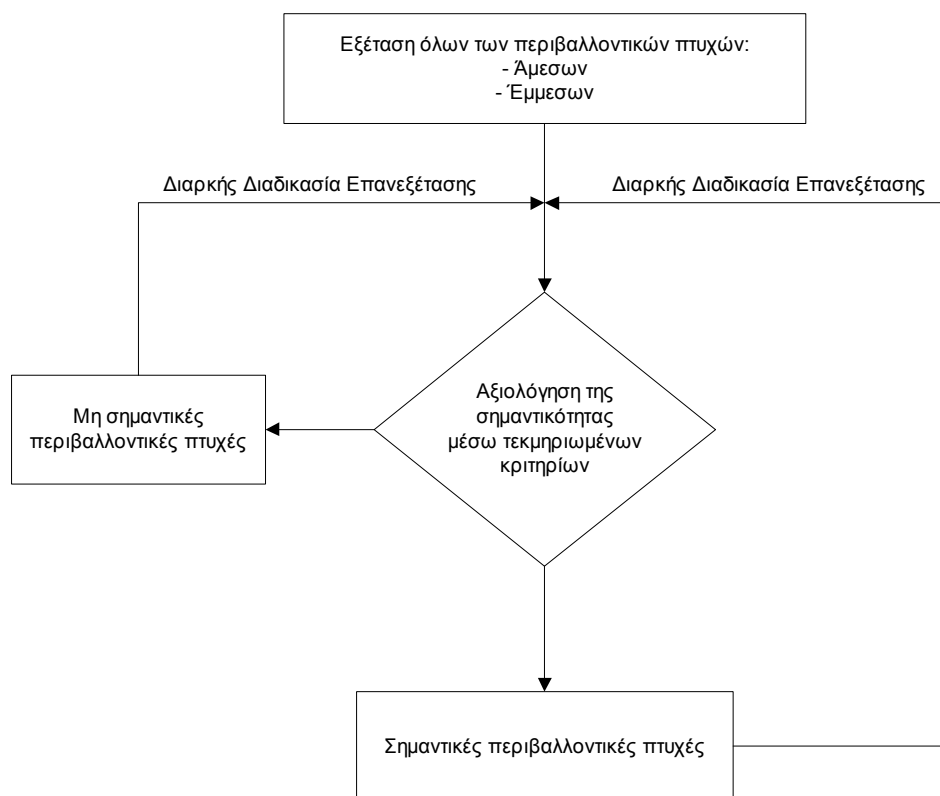 Εξέταση όλων των περιβαλλοντικών πτυχών:
- Άμεσων
- Έμμεσων
Διαρκής Διαδικασία Επανεξέτασης
Διαρκής Διαδικασία Επανεξέτασης
Αξιολόγηση της
σημαντικότητας
μέσω τεκμηριωμένων
κριτηρίων
Μη σημαντικές
περιβαλλοντικές πτυχές
Σημαντικές περιβαλλοντικές πτυχές